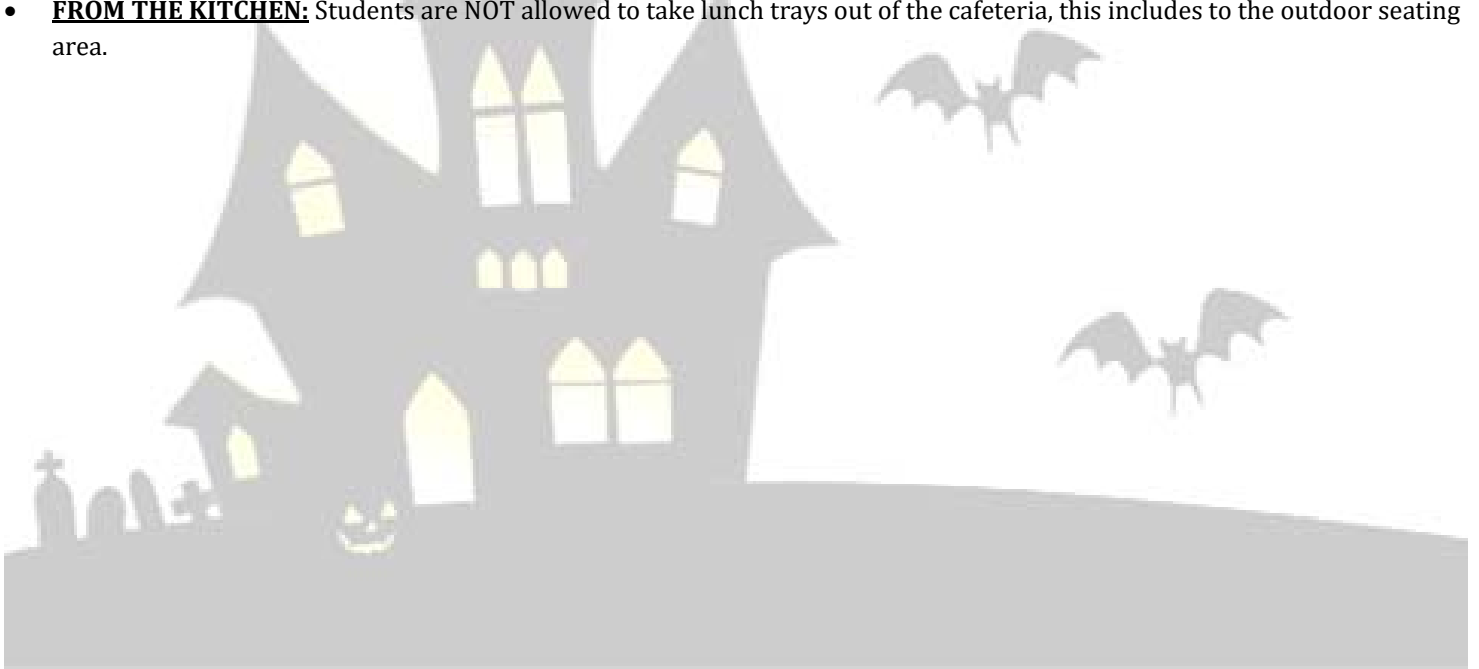 • FROM THE KITCHEN: Students are NOT allowed to take lunch trays out of the cafeteria, this includes to the outdoor seating
area.